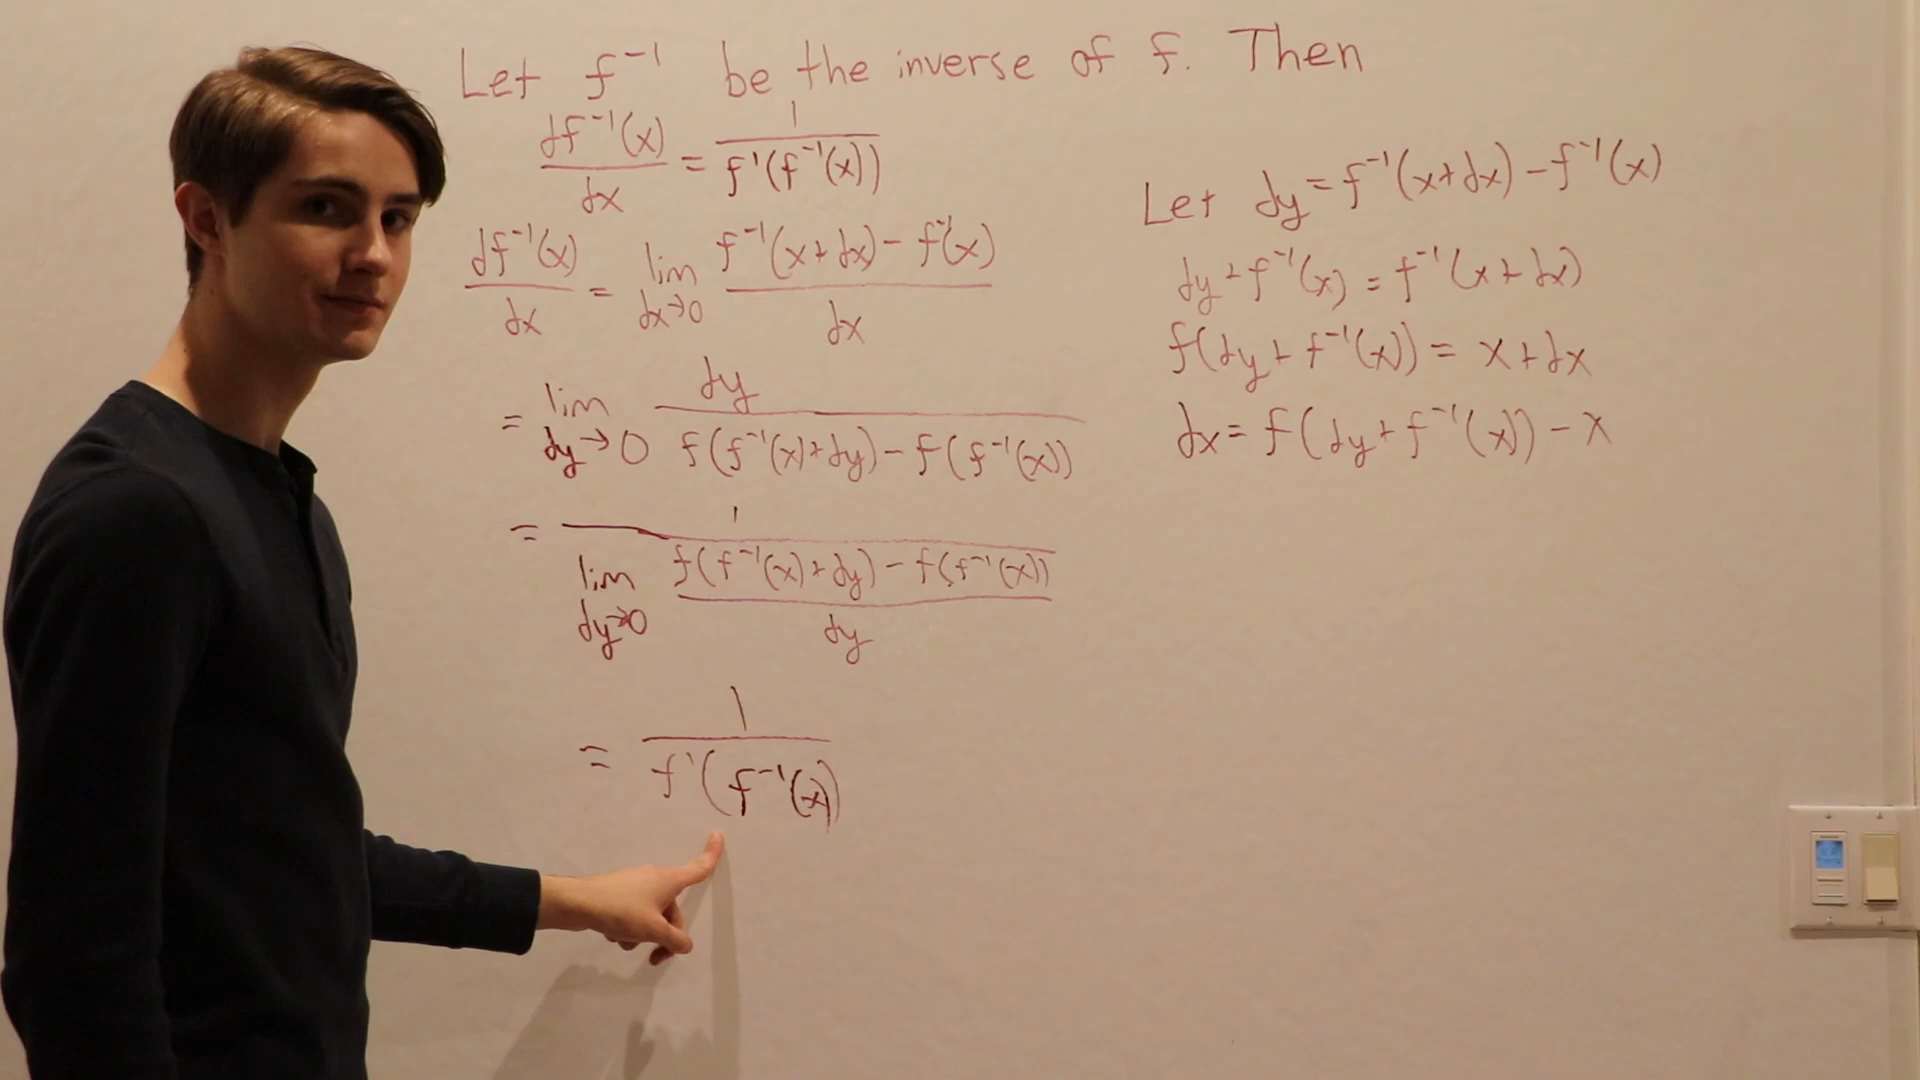 Let f⁻¹ be the inverse of f. Then
df⁻¹(x)/dx = 1/f'(f⁻¹(x))
df⁻¹(x)/dx = lim dx→0 (f⁻¹(x+dx) - f⁻¹(x))/dx
= lim dy→0 dy/(f(f⁻¹(x)+dy) - f(f⁻¹(x)))
= 1/(lim dy→0 (f(f⁻¹(x)+dy) - f(f⁻¹(x)))/dy)
= 1/f'(f⁻¹(x)
Let dy = f⁻¹(x+dx) - f⁻¹(x)
dy + f⁻¹(x) = f⁻¹(x+dx)
f(dy + f⁻¹(x)) = x+dx
dx = f(dy + f⁻¹(x)) - x